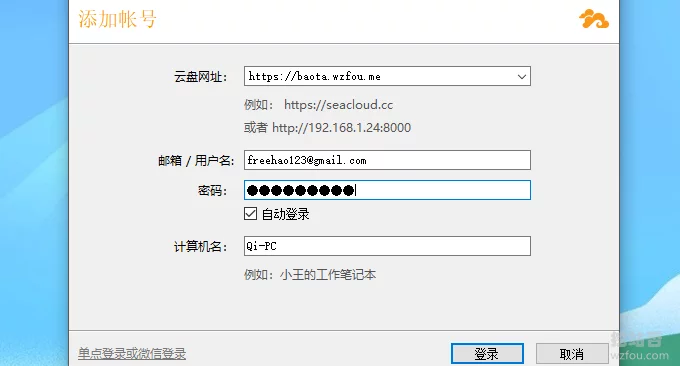 添加帐号
云盘网址: https://baota.wzfou.me
例如: https://seacloud.cc
或者 http://192.168.1.24:8000
邮箱 / 用户名: freehao123@gmail.com
密码: ●●●●●●●●●
自动登录
计算机名: Qi-PC
例如: 小王的工作笔记本
单点登录或微信登录 登录 取消
挖站否
wzfou.com